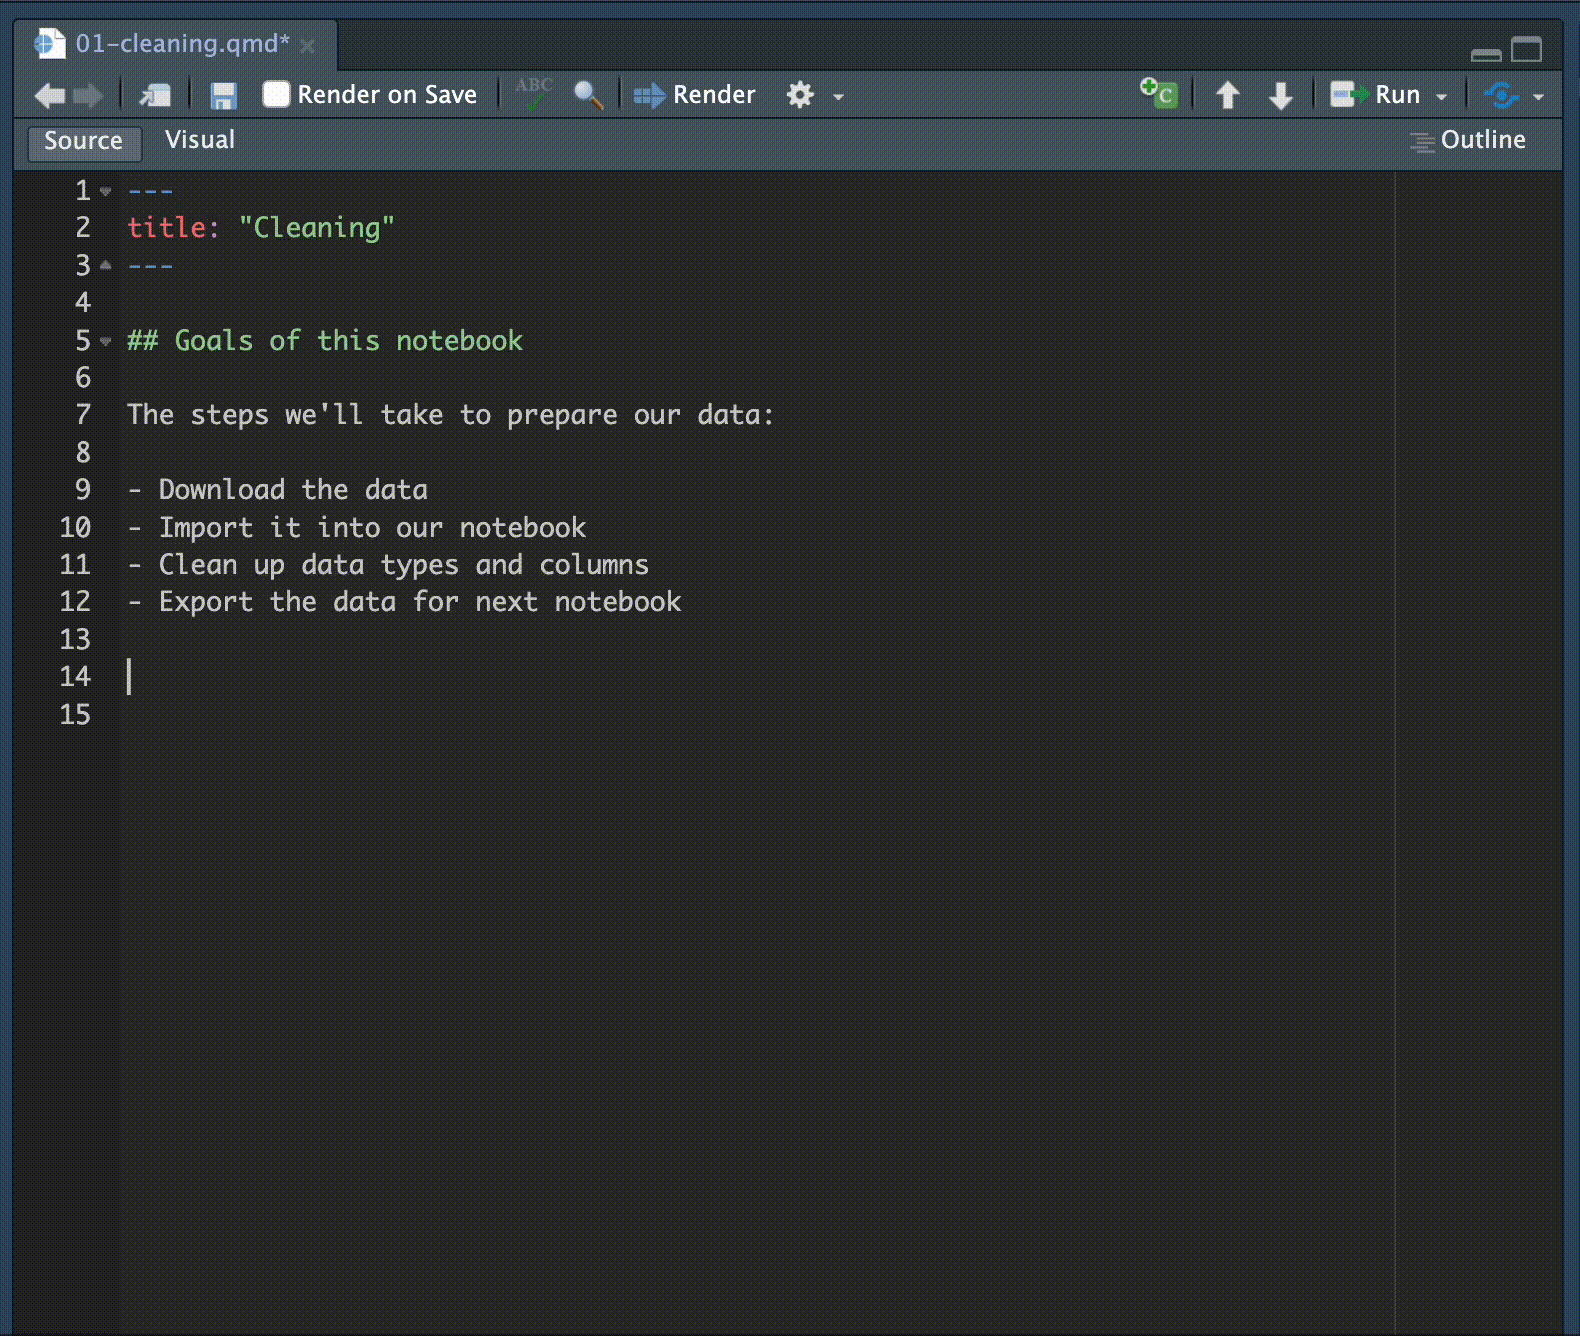 01-cleaning.qmd*
Render on Save ABC Render C Run
Source Visual Outline
1 ---
2 title: "Cleaning"
3 ---
4
5 ## Goals of this notebook
6
7 The steps we'll take to prepare our data:
8
9 - Download the data
10 - Import it into our notebook
11 - Clean up data types and columns
12 - Export the data for next notebook
13
14
15